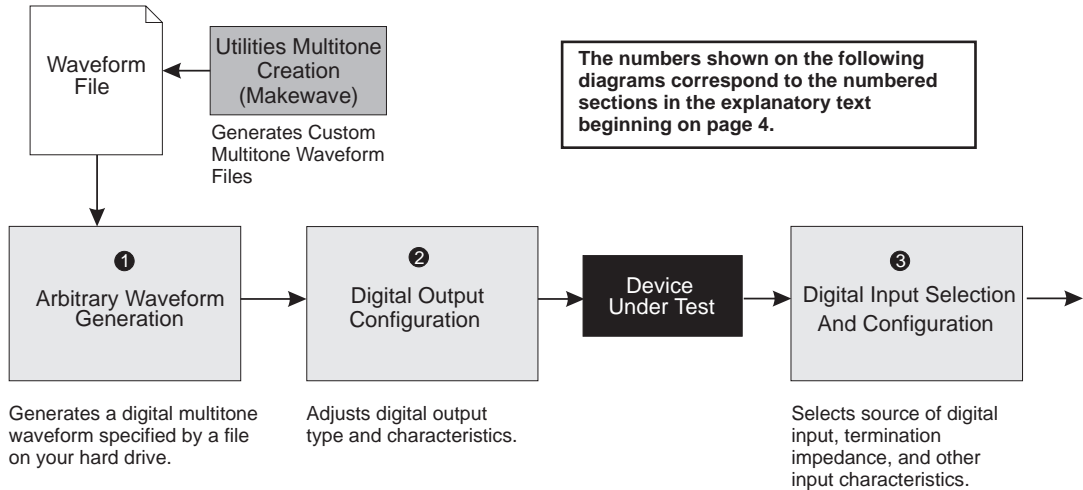 Waveform
File
Utilities Multitone
Creation
(Makewave)
Generates Custom
Multitone Waveform
Files
The numbers shown on the following
diagrams correspond to the numbered
sections in the explanatory text
beginning on page 4.
1
Arbitrary Waveform
Generation
2
Digital Output
Configuration
Device
Under Test
3
Digital Input Selection
And Configuration
Generates a digital multitone
waveform specified by a file
on your hard drive.
Adjusts digital output
type and characteristics.
Selects source of digital
input, termination
impedance, and other
input characteristics.